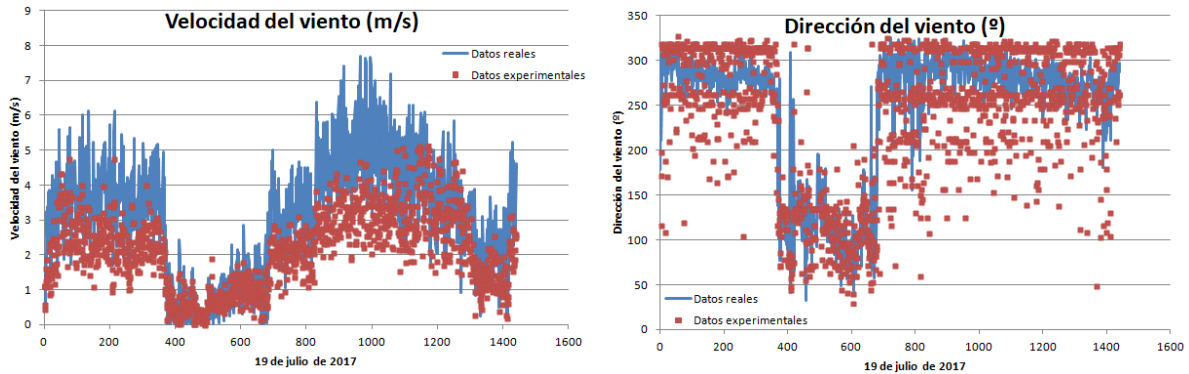 Velocidad del viento (m/s)
Velocidad del viento (m/s)
9
8
7
6
5
4
3
2
1
0
Datos reales
Datos experimentales
0 200 400 600 800 1000 1200 1400 1600
19 de julio de 2017
Dirección del viento (º)
Dirección del viento (º)
350
300
250
200
150
100
50
0
Datos reales
Datos experimentales
0 200 400 600 800 1000 1200 1400 1600
19 de julio de 2017